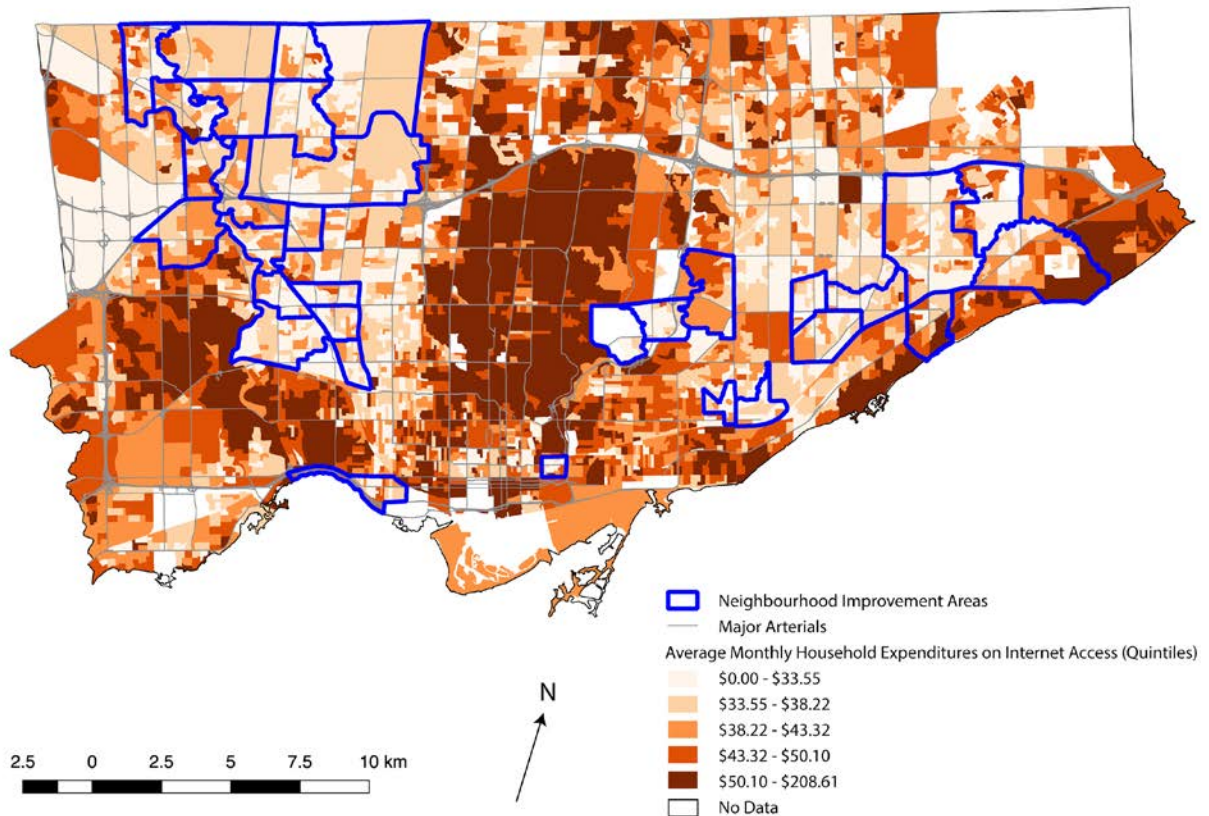 Neighbourhood Improvement Areas
Major Arterials
Average Monthly Household Expenditures on Internet Access (Quintiles)
$0.00 - $33.55
$33.55 - $38.22
$38.22 - $43.32
$43.32 - $50.10
$50.10 - $208.61
No Data
N
2.5 0 2.5 5 7.5 10 km